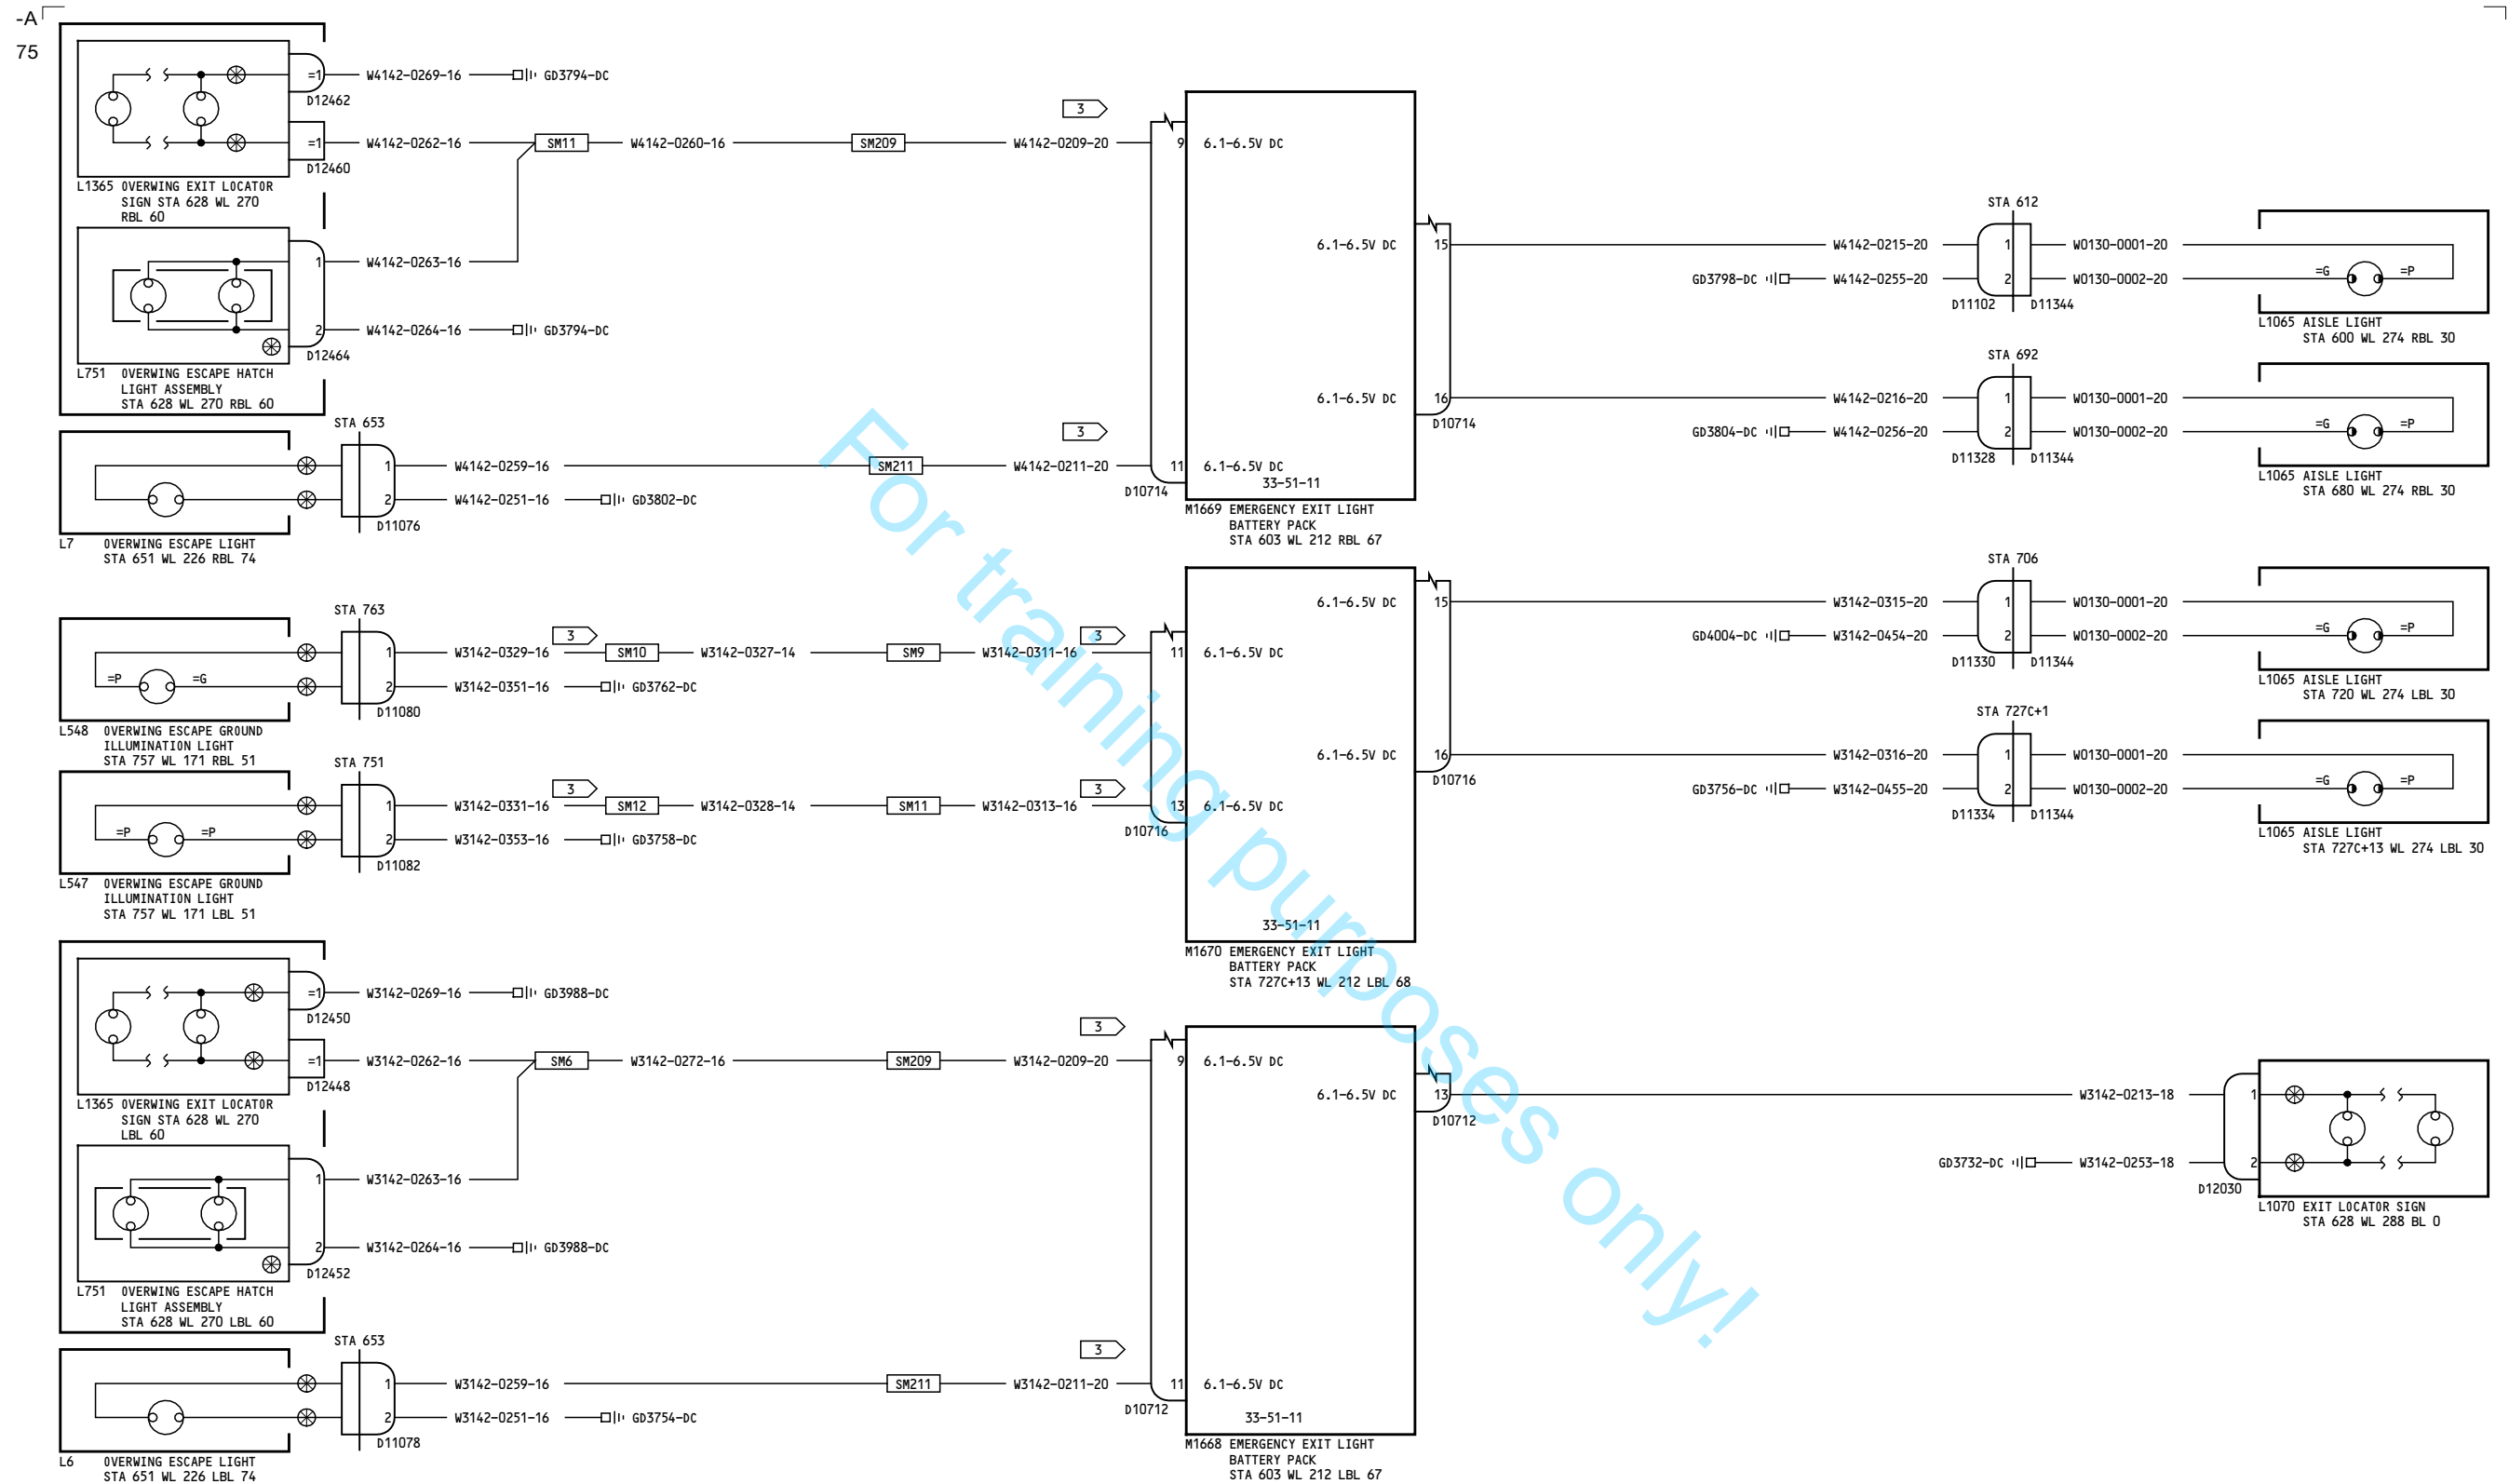 -A
75
=1
W4142-0269-16
GD3794-DC
D12462
=1
W4142-0262-16
SM11
W4142-0260-16
SM209
W4142-0209-20
3
9
6.1-6.5V DC
D12460
L1365 OVERWING EXIT LOCATOR
SIGN STA 628 WL 270
RBL 60
1
W4142-0263-16
2
W4142-0264-16
GD3794-DC
D12464
L751 OVERWING ESCAPE HATCH
LIGHT ASSEMBLY
STA 628 WL 270 RBL 60
STA 653
1
W4142-0259-16
SM211
W4142-0211-20
3
11
6.1-6.5V DC
2
W4142-0251-16
GD3802-DC
D11076
D10714
33-51-11
L7 OVERWING ESCAPE LIGHT
STA 651 WL 226 RBL 74
M1669 EMERGENCY EXIT LIGHT
BATTERY PACK
STA 603 WL 212 RBL 67
6.1-6.5V DC
15
W4142-0215-20
STA 612
1
W0130-0001-20
GD3798-DC
W4142-0255-20
2
W0130-0002-20
=G
=P
D11102
D11344
L1065 AISLE LIGHT
STA 600 WL 274 RBL 30
6.1-6.5V DC
16
D10714
W4142-0216-20
STA 692
1
W0130-0001-20
GD3804-DC
W4142-0256-20
2
W0130-0002-20
=G
=P
D11328
D11344
L1065 AISLE LIGHT
STA 680 WL 274 RBL 30
STA 763
1
W3142-0329-16
3
SM10
W3142-0327-14
SM9
W3142-0311-16
3
11
6.1-6.5V DC
=P
=G
2
W3142-0351-16
GD3762-DC
D11080
L548 OVERWING ESCAPE GROUND
ILLUMINATION LIGHT
STA 757 WL 171 RBL 51
STA 751
1
W3142-0331-16
3
SM12
W3142-0328-14
SM11
W3142-0313-16
3
13
6.1-6.5V DC
=P
=P
2
W3142-0353-16
GD3758-DC
D11082
D10716
L547 OVERWING ESCAPE GROUND
ILLUMINATION LIGHT
STA 757 WL 171 LBL 51
33-51-11
M1670 EMERGENCY EXIT LIGHT
BATTERY PACK
STA 727C+13 WL 212 LBL 68
6.1-6.5V DC
15
W3142-0315-20
STA 706
1
W0130-0001-20
GD4004-DC
W3142-0454-20
2
W0130-0002-20
=G
=P
D11330
D11344
L1065 AISLE LIGHT
STA 720 WL 274 LBL 30
6.1-6.5V DC
16
D10716
W3142-0316-20
STA 727C+1
1
W0130-0001-20
GD3756-DC
W3142-0455-20
2
W0130-0002-20
=G
=P
D11334
D11344
L1065 AISLE LIGHT
STA 727C+13 WL 274 LBL 30
=1
W3142-0269-16
GD3988-DC
D12450
=1
W3142-0262-16
SM6
W3142-0272-16
SM209
W3142-0209-20
3
9
6.1-6.5V DC
D12448
L1365 OVERWING EXIT LOCATOR
SIGN STA 628 WL 270
LBL 60
1
W3142-0263-16
2
W3142-0264-16
GD3988-DC
D12452
L751 OVERWING ESCAPE HATCH
LIGHT ASSEMBLY
STA 628 WL 270 LBL 60
STA 653
1
W3142-0259-16
SM211
W3142-0211-20
3
11
6.1-6.5V DC
2
W3142-0251-16
GD3754-DC
D11078
D10712
33-51-11
L6 OVERWING ESCAPE LIGHT
STA 651 WL 226 LBL 74
M1668 EMERGENCY EXIT LIGHT
BATTERY PACK
STA 603 WL 212 LBL 67
6.1-6.5V DC
13
D10712
W3142-0213-18
1
GD3732-DC
W3142-0253-18
2
D12030
L1070 EXIT LOCATOR SIGN
STA 628 WL 288 BL 0
For training purposes only!